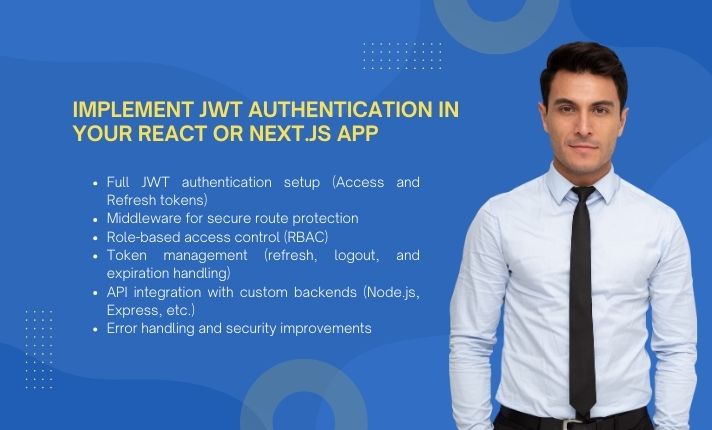 IMPLEMENT JWT AUTHENTICATION IN
YOUR REACT OR NEXT.JS APP
• Full JWT authentication setup (Access and
Refresh tokens)
• Middleware for secure route protection
• Role-based access control (RBAC)
• Token management (refresh, logout, and
expiration handling)
• API integration with custom backends (Node.js,
Express, etc.)
• Error handling and security improvements